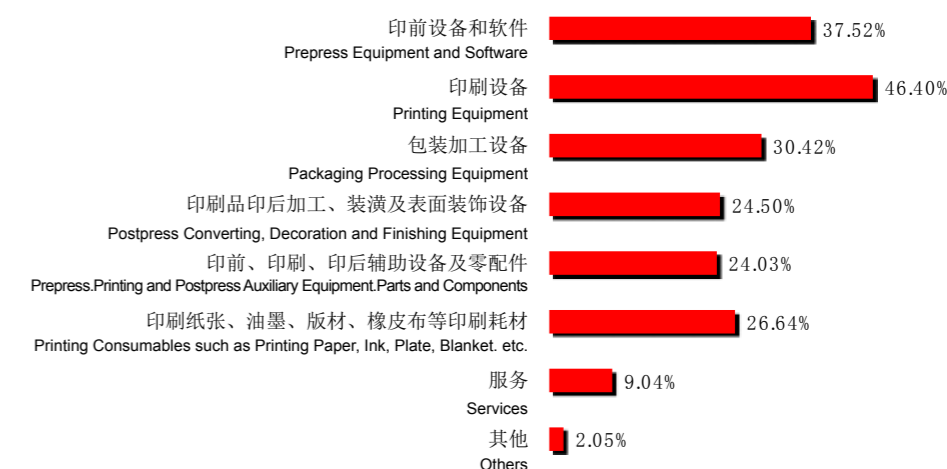 印前设备和软件
37.52%
Prepress Equipment and Software
印刷设备
46.40%
Printing Equipment
包装加工设备
30.42%
Packaging Processing Equipment
印刷品印后加工、装潢及表面装饰设备
24.50%
Postpress Converting, Decoration and Finishing Equipment
印前、印刷、印后辅助设备及零配件
24.03%
Prepress.Printing and Postpress Auxiliary Equipment.Parts and Components
印刷纸张、油墨、版材、橡皮布等印刷耗材
26.64%
Printing Consumables such as Printing Paper, Ink, Plate, Blanket. etc.
服务
9.04%
Services
其他
2.05%
Others